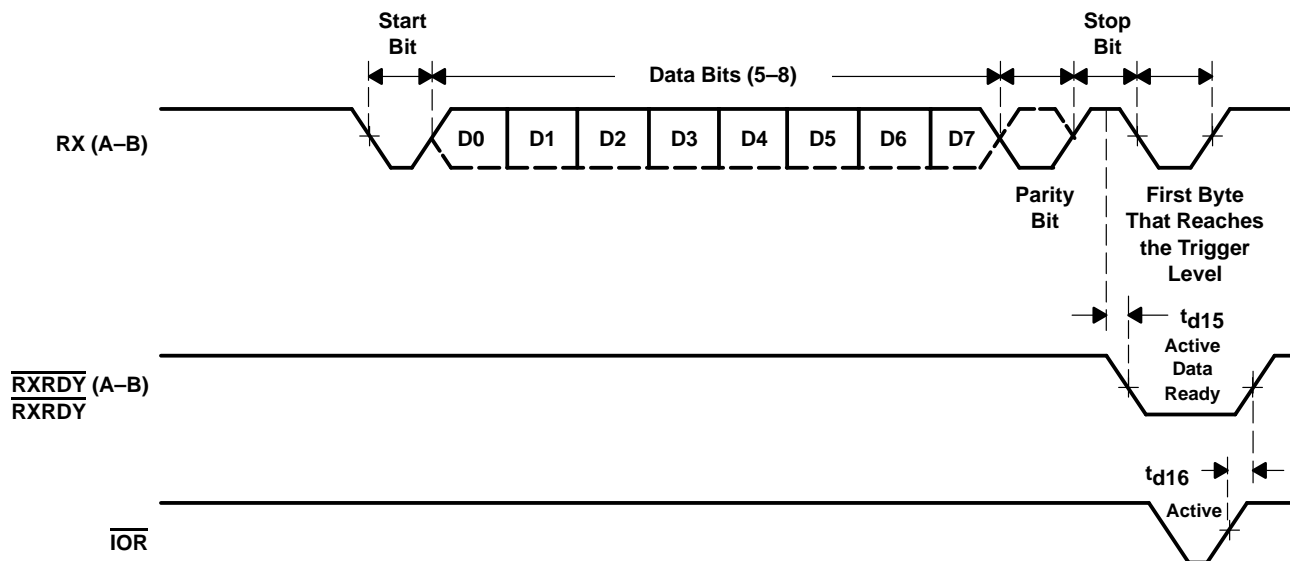 Start
Bit
Data Bits (5–8)
Stop
Bit
RX (A–B)
D0
D1
D2
D3
D4
D5
D6
D7
Parity
Bit
First Byte
That Reaches
the Trigger
Level
td15
RXRDY (A–B)
RXRDY
Active
Data
Ready
td16
IOR
Active